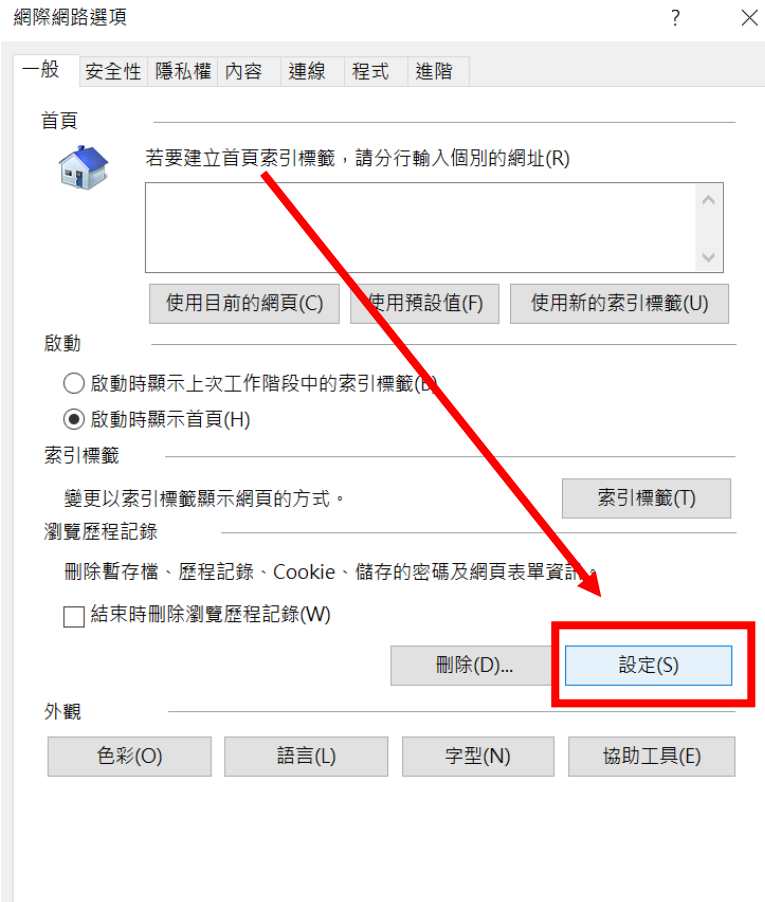 網際網路選項 ?
一般 安全性 隱私權 內容 連線 程式 進階
首頁
若要建立首頁索引標籤，請分行輸入個別的網址(R)
使用目前的網頁(C) 使用預設值(F) 使用新的索引標籤(U)
啟動
啟動時顯示上次工作階段中的索引標籤(B)
啟動時顯示首頁(H)
索引標籤
變更以索引標籤顯示網頁的方式。 索引標籤(T)
瀏覽歷程記錄
刪除暫存檔、歷程記錄、Cookie、儲存的密碼及網頁表單資訊。
結束時刪除瀏覽歷程記錄(W)
刪除(D)... 設定(S)
外觀
色彩(O) 語言(L) 字型(N) 協助工具(E)